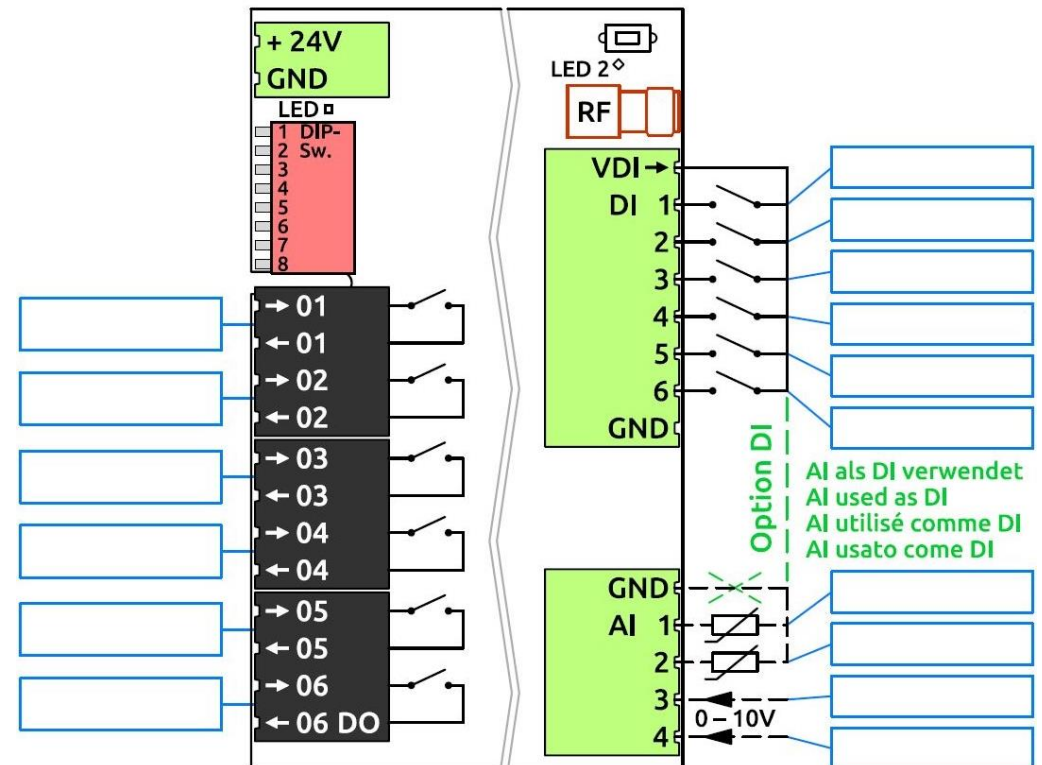 + 24V
GND
LED
1 DIP-
2 Sw.
3
4
5
6
7
8
→ 01
← 01
→ 02
← 02
→ 03
← 03
→ 04
← 04
→ 05
← 05
→ 06
← 06 DO
LED 2
RF
VDI →
DI 1
2
3
4
5
6
GND
Option DI
AI als DI verwendet
AI used as DI
AI utilisé comme DI
AI usato come DI
GND
AI 1
2
3
0 – 10V
4